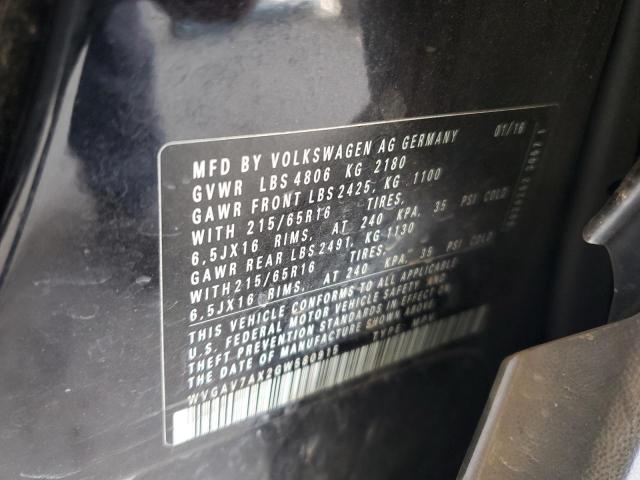 MFD BY VOLKSWAGEN AG GERMANY 01/16
GVWR LBS 4806 KG 2180
GAWR FRONT LBS 2425, KG 1100
WITH 215/65R16 TIRES,
6,5JX16 RIMS, AT 240 KPA, 35 PSI COLD
GAWR REAR LBS 2491, KG 1130
WITH 215/65R16 TIRES,
6,5JX16 RIMS, AT 240 KPA, 35 PSI COLD
THIS VEHICLE CONFORMS TO ALL APPLICABLE
U.S. FEDERAL MOTOR VEHICLE SAFETY AND
THEFT PREVENTION STANDARDS IN EFFECT ON
THE DATE OF MANUFACTURE SHOWN ABOVE.
TYPE: